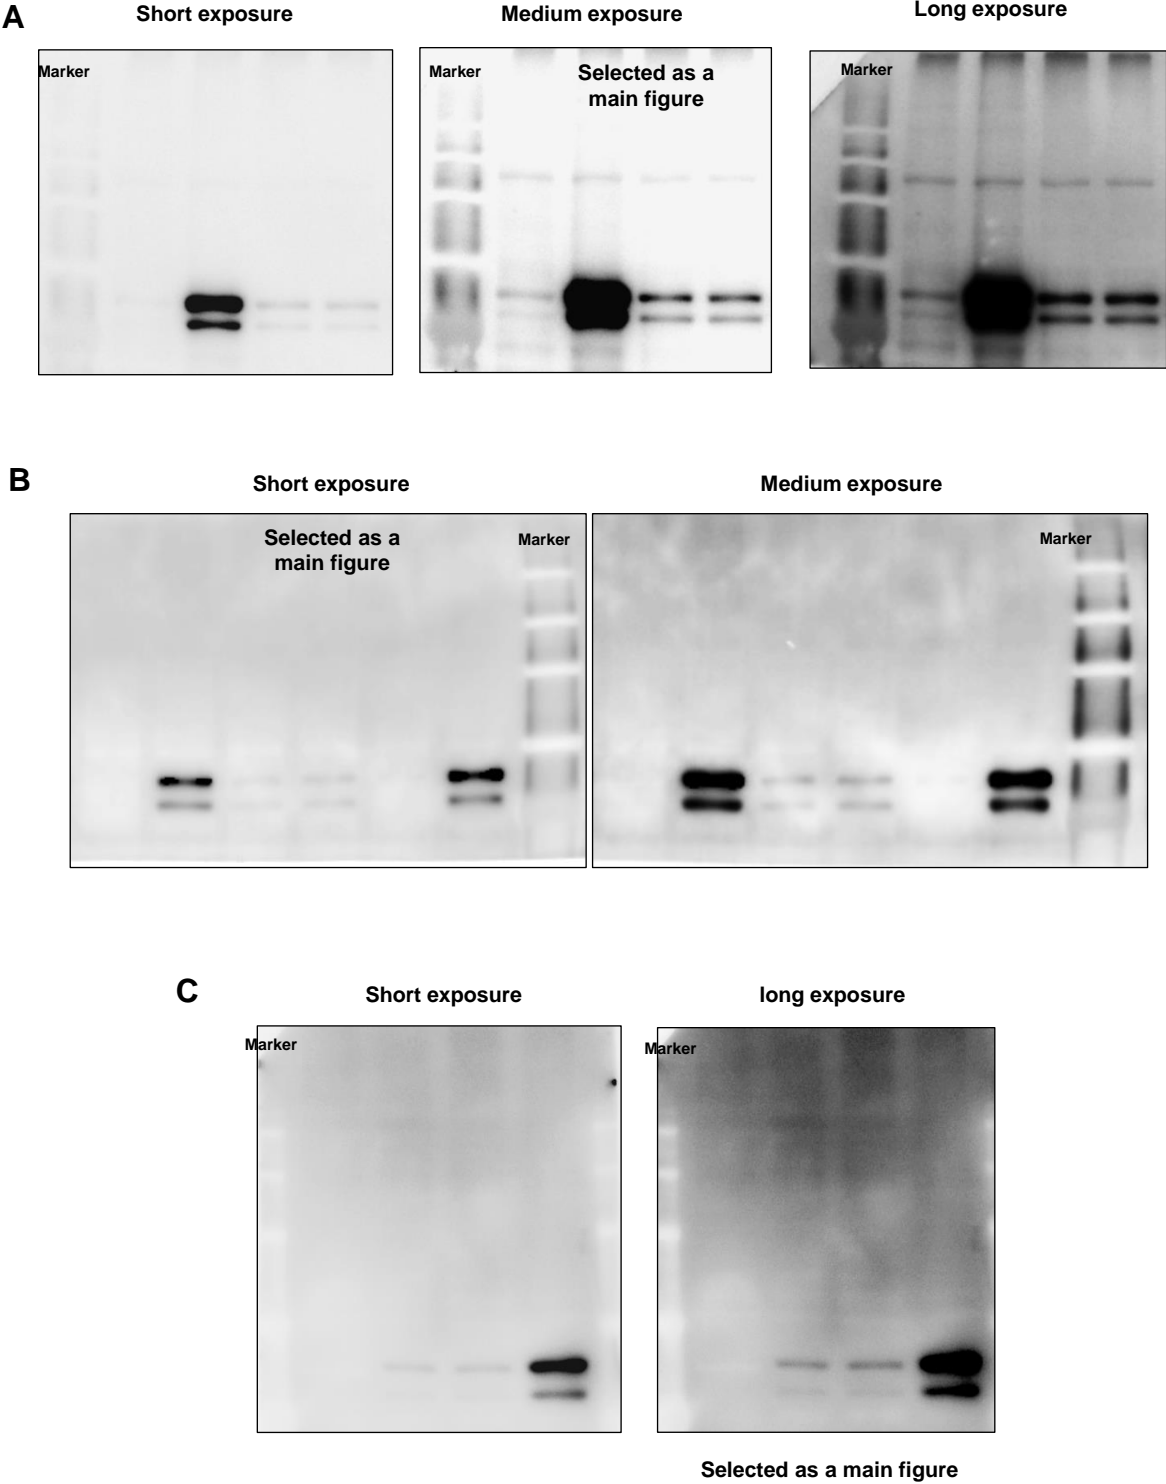 A
Short exposure
Medium exposure
Long exposure
Marker
Marker
Selected as a
main figure
Marker
B
Short exposure
Medium exposure
Selected as a
main figure
Marker
Marker
C
Short exposure
long exposure
Marker
Marker
Selected as a main figure